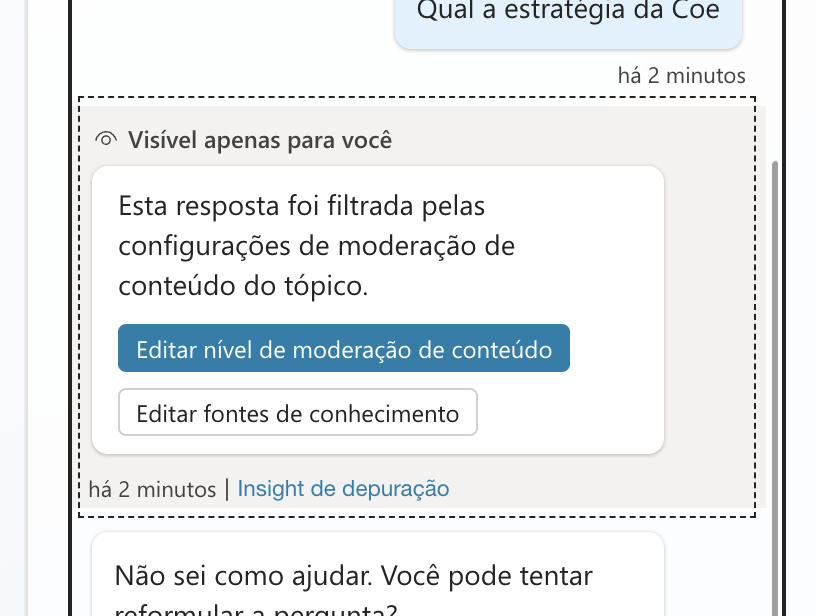 Qual a estratégia da Coe
há 2 minutos
Visível apenas para você
Esta resposta foi filtrada pelas
configurações de moderação de
conteúdo do tópico.
Editar nível de moderação de conteúdo
Editar fontes de conhecimento
há 2 minutos | Insight de depuração
Não sei como ajudar. Você pode tentar
reformular a pergunta?